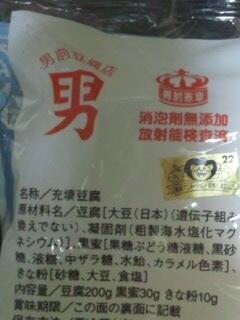 男前豆腐店
男
男前豆腐
消泡剤無添加
放射能検査済
22
名称／充填豆腐
原材料名／豆腐［大豆(日本)(遺伝子組み
換えでない)、凝固剤(粗製海水塩化マグ
ネシウム)］、黒蜜［果糖ぶどう糖液糖、黒砂
糖、液糖、中ザラ糖、水飴、カラメル色素］、
きな粉［砂糖、大豆、食塩］
内容量／豆腐200g 黒蜜30g きな粉10g
賞味期限／この面の裏面に記載